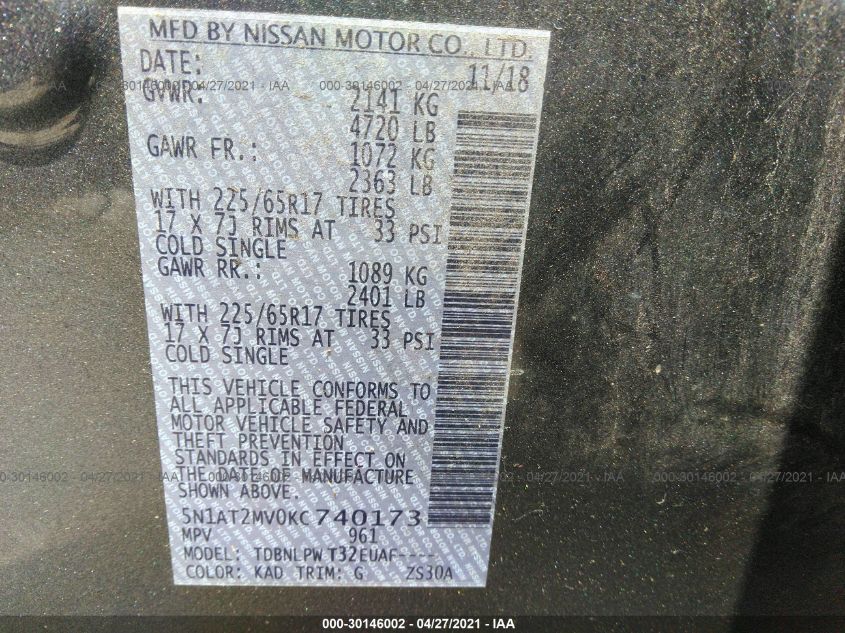 MFD BY NISSAN MOTOR CO., LTD.
DATE: 11/18
GVWR: 2141 KG
4720 LB
GAWR FR.: 1072 KG
2363 LB
WITH 225/65R17 TIRES
17 X 7J RIMS AT 33 PSI
COLD SINGLE
GAWR RR.: 1089 KG
2401 LB
WITH 225/65R17 TIRES
17 X 7J RIMS AT 33 PSI
COLD SINGLE
THIS VEHICLE CONFORMS TO
ALL APPLICABLE FEDERAL
MOTOR VEHICLE SAFETY AND
THEFT PREVENTION
STANDARDS IN EFFECT ON
THE DATE OF MANUFACTURE
SHOWN ABOVE.
5N1AT2MV0KC740173
MPV 961
MODEL: TDBNLPWT32EUAF----
COLOR: KAD TRIM: G ZS30A
000-30146002 - 04/27/2021 - IAA